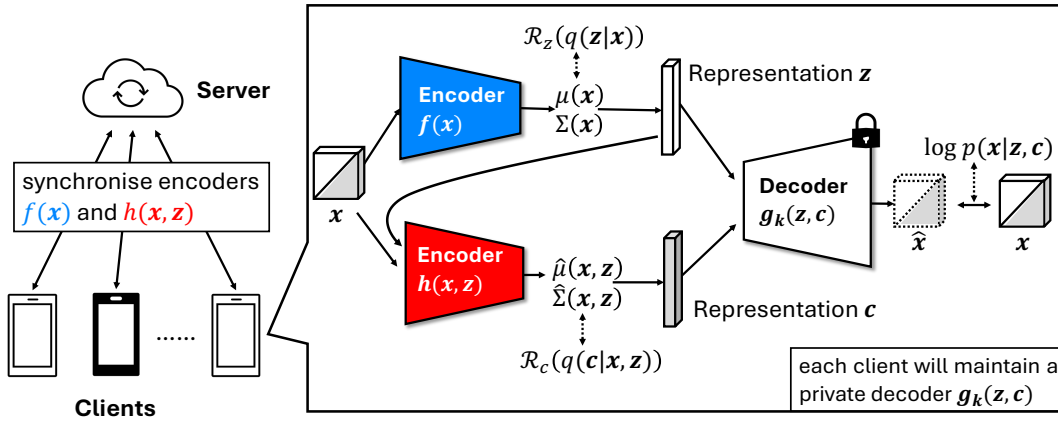 Server
synchronise encoders
f(x) and h(x, z)
......
Clients
x
Encoder
f(x)
ℛ_z(q(z|x))
μ(x)
Σ(x)
Representation z
Encoder
h(x, z)
μ̂(x, z)
Σ̂(x, z)
ℛ_c(q(c|x, z))
Representation c
Decoder
g_k(z, c)
log p(x|z, c)
x̂
x
each client will maintain a
private decoder g_k(z, c)